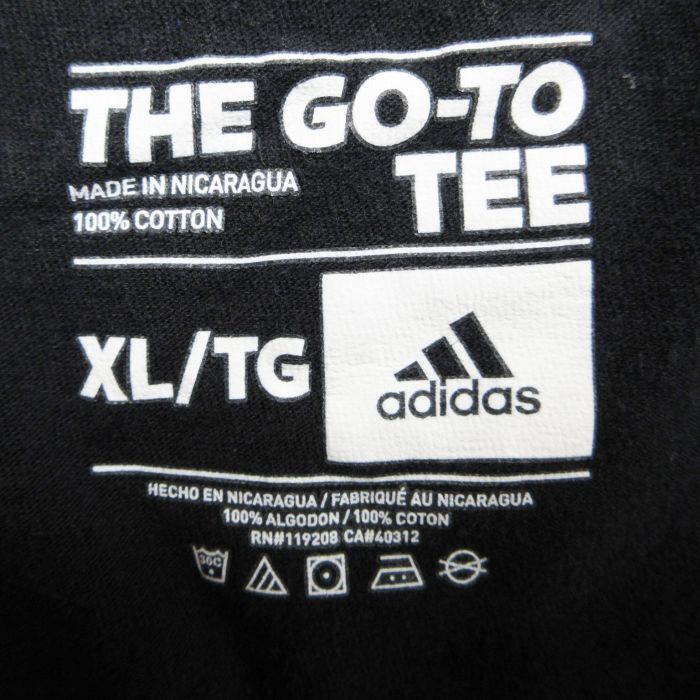 THE GO-TO
TEE
MADE IN NICARAGUA
100% COTTON
XL/TG
adidas
HECHO EN NICARAGUA / FABRIQUÉ AU NICARAGUA
100% ALGODON / 100% COTON
RN#119208 CA#40312
30C